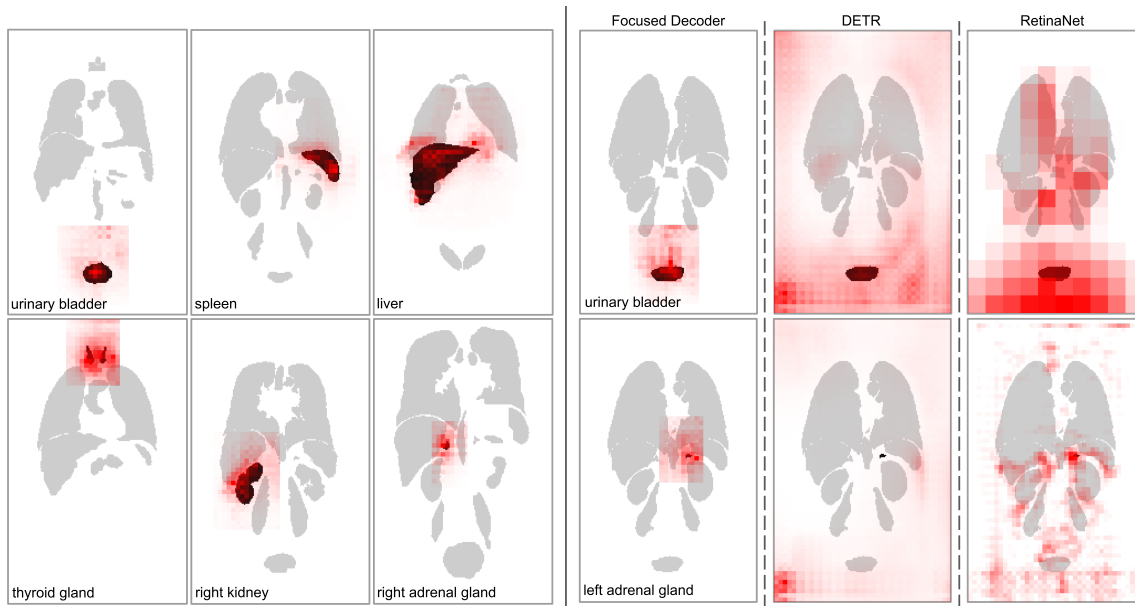 Focused Decoder
DETR
RetinaNet
urinary bladder
spleen
liver
urinary bladder
thyroid gland
right kidney
right adrenal gland
left adrenal gland